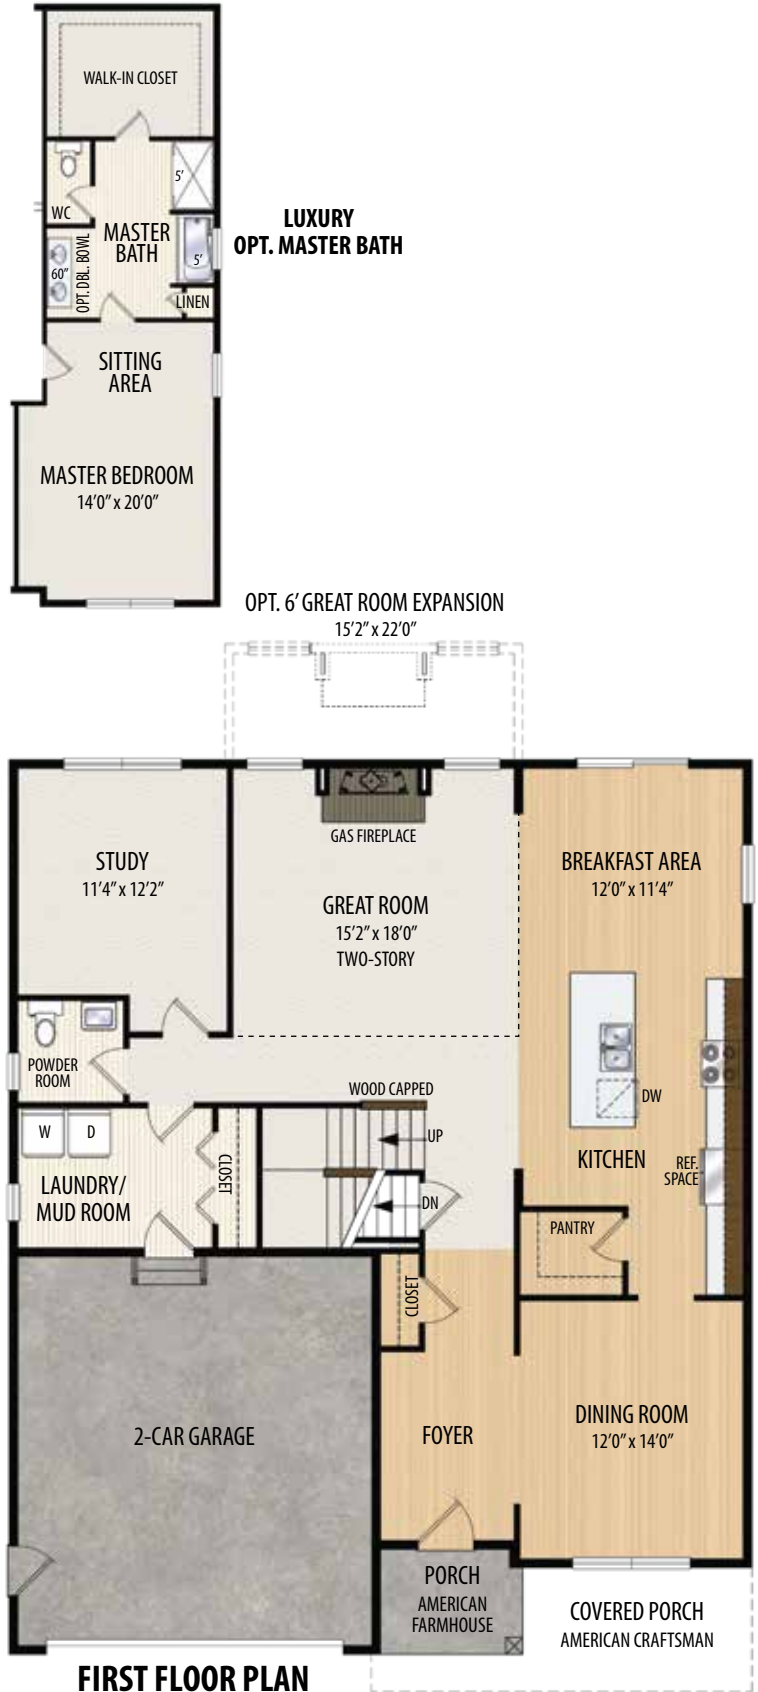 WALK-IN CLOSET
5'
WC
MASTER
BATH
OPT. DBL. BOWL
60"
5'
LINEN
LUXURY
OPT. MASTER BATH
SITTING
AREA
MASTER BEDROOM
14'0" x 20'0"
OPT. 6' GREAT ROOM EXPANSION
15'2" x 22'0"
GAS FIREPLACE
STUDY
11'4" x 12'2"
GREAT ROOM
15'2" x 18'0"
TWO-STORY
BREAKFAST AREA
12'0" x 11'4"
POWDER
ROOM
WOOD CAPPED
DW
W
D
UP
KITCHEN
REF.
SPACE
LAUNDRY/
MUD ROOM
CLOSET
DN
PANTRY
CLOSET
2-CAR GARAGE
FOYER
DINING ROOM
12'0" x 14'0"
PORCH
AMERICAN
FARMHOUSE
COVERED PORCH
AMERICAN CRAFTSMAN
FIRST FLOOR PLAN